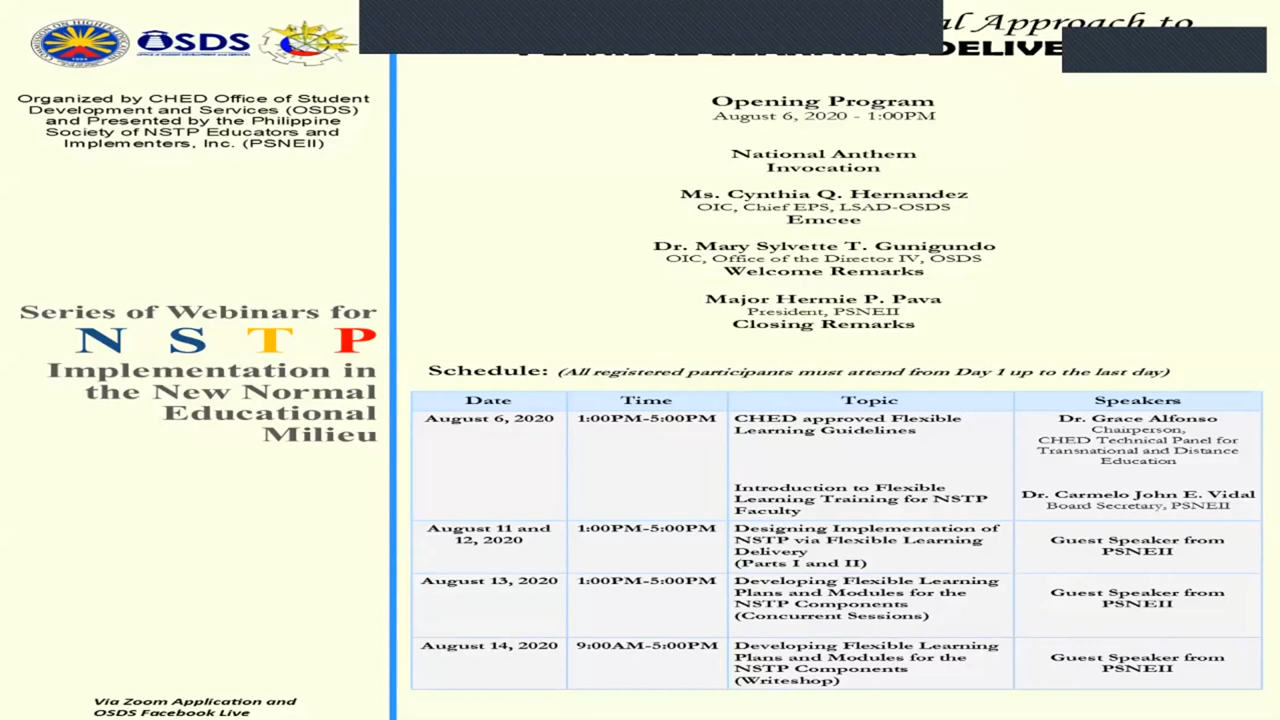 OSDS
Organized by CHED Office of Student
Development and Services (OSDS)
and Presented by the Philippine
Society of NSTP Educators and
Implementers, Inc. (PSNEII)
Series of Webinars for
N S T P
Implementation in
the New Normal
Educational
Milieu
Via Zoom Application and
OSDS Facebook Live
Approach to
Opening Program
August 6, 2020 - 1:00PM
National Anthem
Invocation
Ms. Cynthia Q. Hernandez
OIC, Chief EPS, LSAD-OSDS
Emcee
Dr. Mary Sylvette T. Gunigundo
OIC, Office of the Director IV, OSDS
Welcome Remarks
Major Hermie P. Pava
President, PSNEII
Closing Remarks
Schedule: (All registered participants must attend from Day 1 up to the last day)
Date Time Topic Speakers
August 6, 2020 1:00PM-5:00PM CHED approved Flexible
Learning Guidelines
Dr. Grace Alfonso
Chairperson,
CHED Technical Panel for
Transnational and Distance
Education
Introduction to Flexible
Learning Training for NSTP
Faculty
Dr. Carmelo John E. Vidal
Board Secretary, PSNEII
August 11 and
12, 2020
1:00PM-5:00PM
Designing Implementation of
NSTP via Flexible Learning
Delivery
(Parts I and II)
Guest Speaker from
PSNEII
August 13, 2020 1:00PM-5:00PM
Developing Flexible Learning
Plans and Modules for the
NSTP Components
(Concurrent Sessions)
Guest Speaker from
PSNEII
August 14, 2020 9:00AM-5:00PM
Developing Flexible Learning
Plans and Modules for the
NSTP Components
(Writeshop)
Guest Speaker from
PSNEII